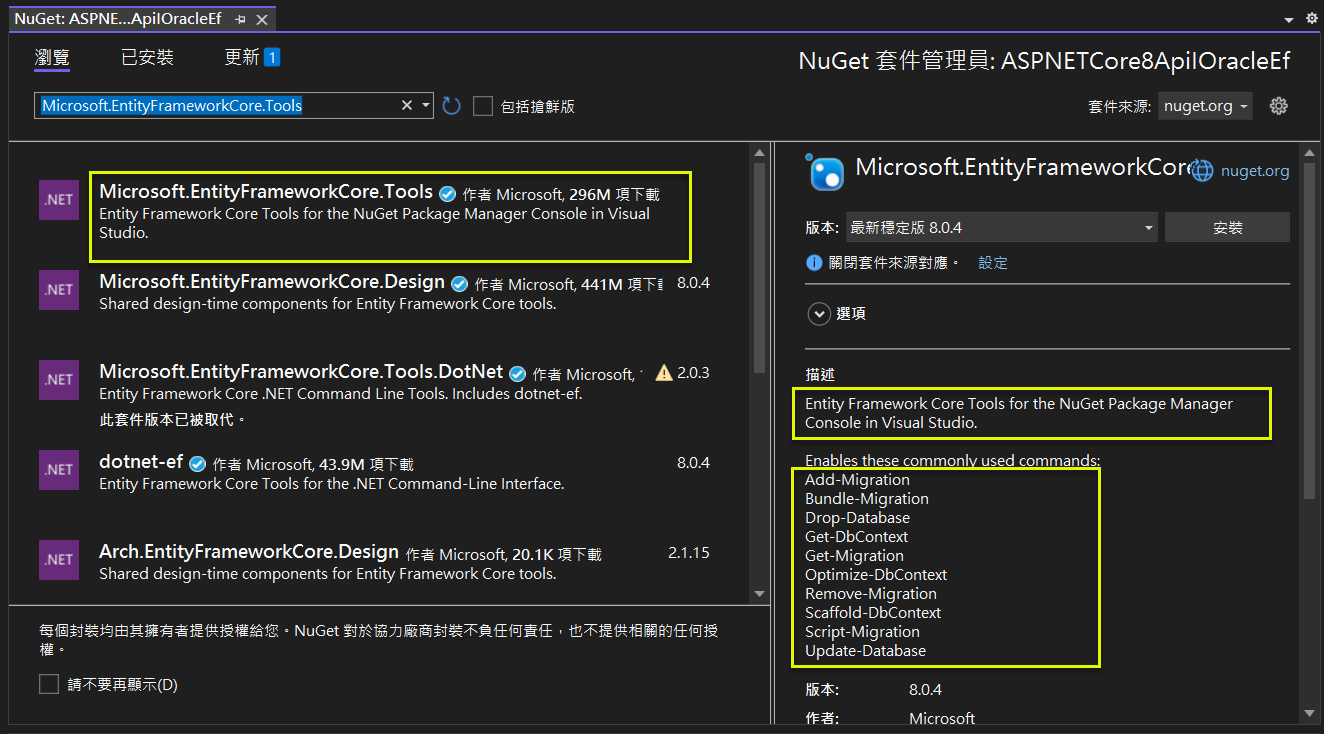 NuGet: ASPNE...ApiIOracleEf
瀏覽 已安裝 更新 1
NuGet 套件管理員: ASPNETCore8ApiIOracleEf
Microsoft.EntityFrameworkCore.Tools
包括搶鮮版
套件來源: nuget.org
.NET
Microsoft.EntityFrameworkCore.Tools 作者 Microsoft, 296M 項下載
Entity Framework Core Tools for the NuGet Package Manager Console in Visual
Studio.
.NET
Microsoft.EntityFrameworkCore.Design 作者 Microsoft, 441M 項下 8.0.4
Shared design-time components for Entity Framework Core tools.
.NET
Microsoft.EntityFrameworkCore.Tools.DotNet 作者 Microsoft, 2.0.3
Entity Framework Core .NET Command Line Tools. Includes dotnet-ef.
此套件版本已被取代。
.NET
dotnet-ef 作者 Microsoft, 43.9M 項下載 8.0.4
Entity Framework Core Tools for the .NET Command-Line Interface.
.NET
Arch.EntityFrameworkCore.Design 作者 Microsoft, 20.1K 項下載 2.1.15
Shared design-time components for Entity Framework Core tools.
每個封裝均由其擁有者提供授權給您。NuGet 對於協力廠商封裝不負任何責任，也不提供相關的任何授
權。
請不要再顯示(D)
Microsoft.EntityFrameworkCore
nuget.org
版本: 最新穩定版 8.0.4 安裝
關閉套件來源對應。 設定
選項
描述
Entity Framework Core Tools for the NuGet Package Manager
Console in Visual Studio.
Enables these commonly used commands:
Add-Migration
Bundle-Migration
Drop-Database
Get-DbContext
Get-Migration
Optimize-DbContext
Remove-Migration
Scaffold-DbContext
Script-Migration
Update-Database
版本: 8.0.4
作者: Microsoft